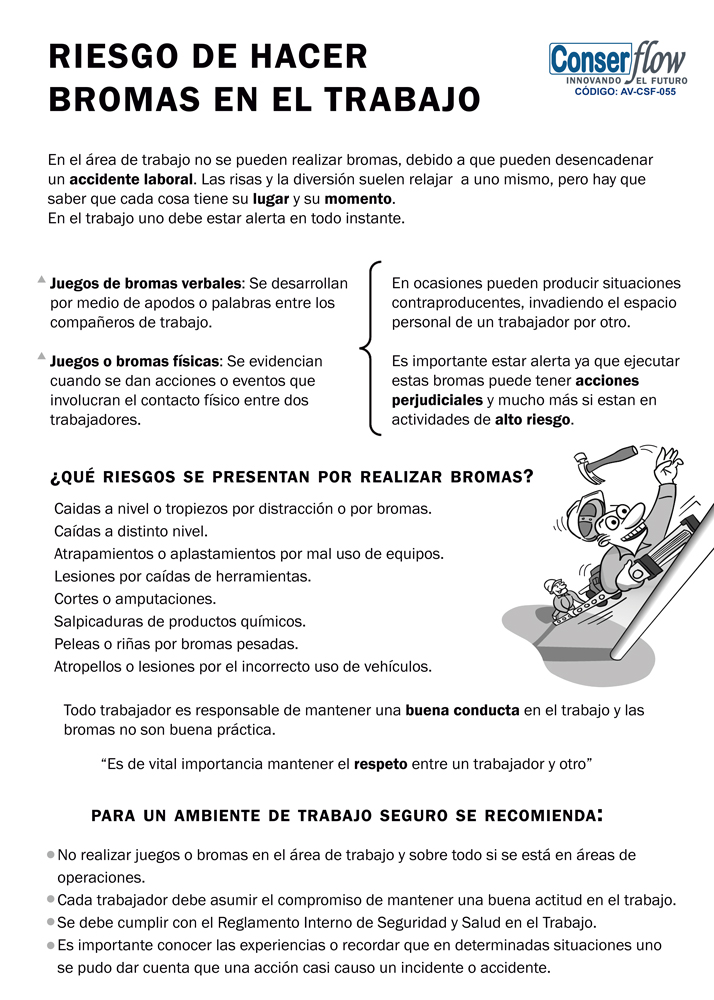 RIESGO DE HACER
BROMAS EN EL TRABAJO
Conserflow
INNOVANDO EL FUTURO
CÓDIGO: AV-CSF-055
En el área de trabajo no se pueden realizar bromas, debido a que pueden desencadenar
un accidente laboral. Las risas y la diversión suelen relajar a uno mismo, pero hay que
saber que cada cosa tiene su lugar y su momento.
En el trabajo uno debe estar alerta en todo instante.
Juegos de bromas verbales: Se desarrollan
por medio de apodos o palabras entre los
compañeros de trabajo.
Juegos o bromas físicas: Se evidencian
cuando se dan acciones o eventos que
involucran el contacto físico entre dos
trabajadores.
En ocasiones pueden producir situaciones
contraproducentes, invadiendo el espacio
personal de un trabajador por otro.
Es importante estar alerta ya que ejecutar
estas bromas puede tener acciones
perjudiciales y mucho más si estan en
actividades de alto riesgo.
¿QUÉ RIESGOS SE PRESENTAN POR REALIZAR BROMAS?
Caidas a nivel o tropiezos por distracción o por bromas.
Caídas a distinto nivel.
Atrapamientos o aplastamientos por mal uso de equipos.
Lesiones por caídas de herramientas.
Cortes o amputaciones.
Salpicaduras de productos químicos.
Peleas o riñas por bromas pesadas.
Atropellos o lesiones por el incorrecto uso de vehículos.
Todo trabajador es responsable de mantener una buena conducta en el trabajo y las
bromas no son buena práctica.
“Es de vital importancia mantener el respeto entre un trabajador y otro”
PARA UN AMBIENTE DE TRABAJO SEGURO SE RECOMIENDA:
No realizar juegos o bromas en el área de trabajo y sobre todo si se está en áreas de
operaciones.
Cada trabajador debe asumir el compromiso de mantener una buena actitud en el trabajo.
Se debe cumplir con el Reglamento Interno de Seguridad y Salud en el Trabajo.
Es importante conocer las experiencias o recordar que en determinadas situaciones uno
se pudo dar cuenta que una acción casi causo un incidente o accidente.